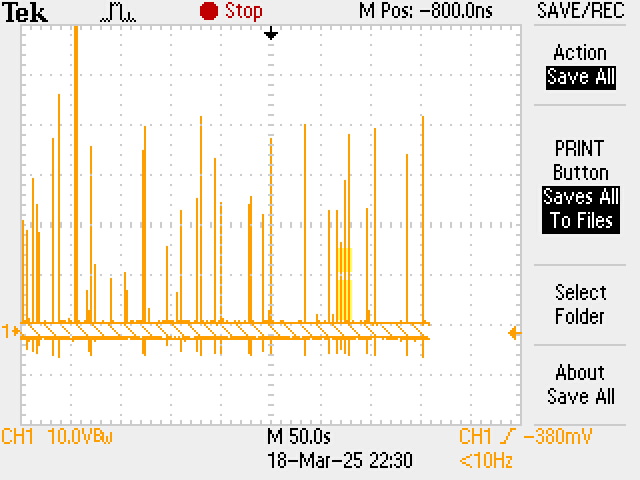 Tek Stop M Pos: -800.0ns SAVE/REC
Action
Save All
PRINT
Button
Saves All
To Files
Select
Folder
About
Save All
1
CH1 10.0VBw M 50.0s CH1 -380mV
18-Mar-25 22:30 <10Hz